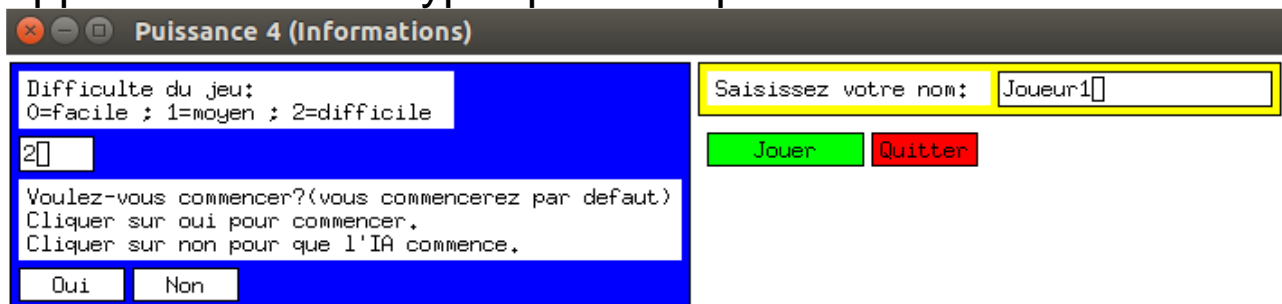 Puissance 4 (Informations)
Difficulte du jeu:
0=facile ; 1=moyen ; 2=difficile
2
Voulez-vous commencer?(vous commencerez par defaut)
Cliquer sur oui pour commencer.
Cliquer sur non pour que l'IA commence.
Oui Non
Saisissez votre nom: Joueur1
Jouer Quitter